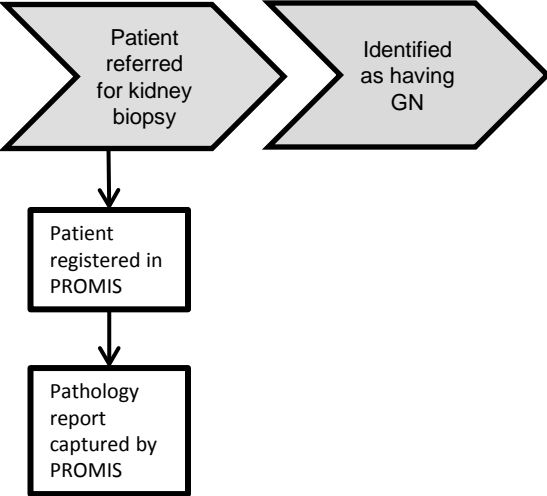 Patient
referred
for kidney
biopsy
Identified
as having
GN
Patient
registered in
PROMIS
Pathology
report
captured by
PROMIS